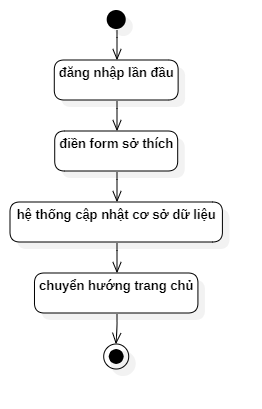 đăng nhập lần đầu
điền form sở thích
hệ thống cập nhật cơ sở dữ liệu
chuyển hướng trang chủ